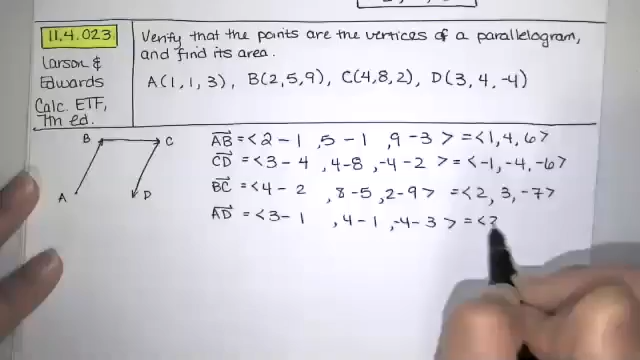 11.4.023
Larson &
Edwards
Calc. ETF,
7th ed.
Verify that the points are the vertices of a parallelogram,
and find its area.
A(1, 1, 3), B(2,5,9), C(4,8,2), D(3, 4, -4)
B C
A D
AB = <2-1, 5-1, 9-3> = <1, 4, 6>
CD = <3-4, 4-8, -4-2> = <-1, -4, -6>
BC = <4-2, 8-5, 2-9> = <2, 3, -7>
AD = <3-1, 4-1, -4-3> = <2